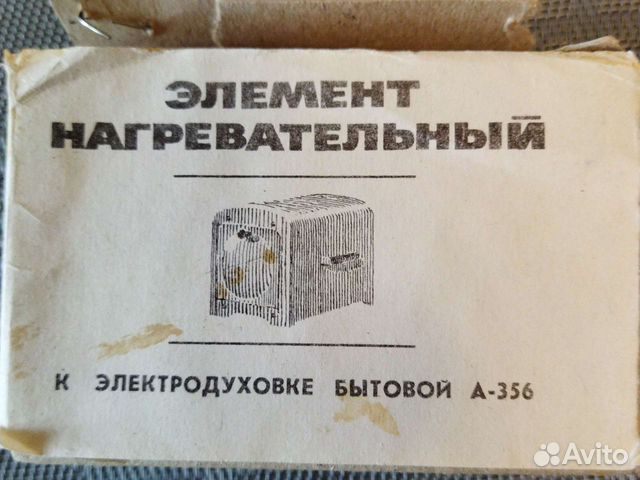 ЭЛЕМЕНТ
НАГРЕВАТЕЛЬНЫЙ
К ЭЛЕКТРОДУХОВКЕ БЫТОВОЙ А-356
Avito